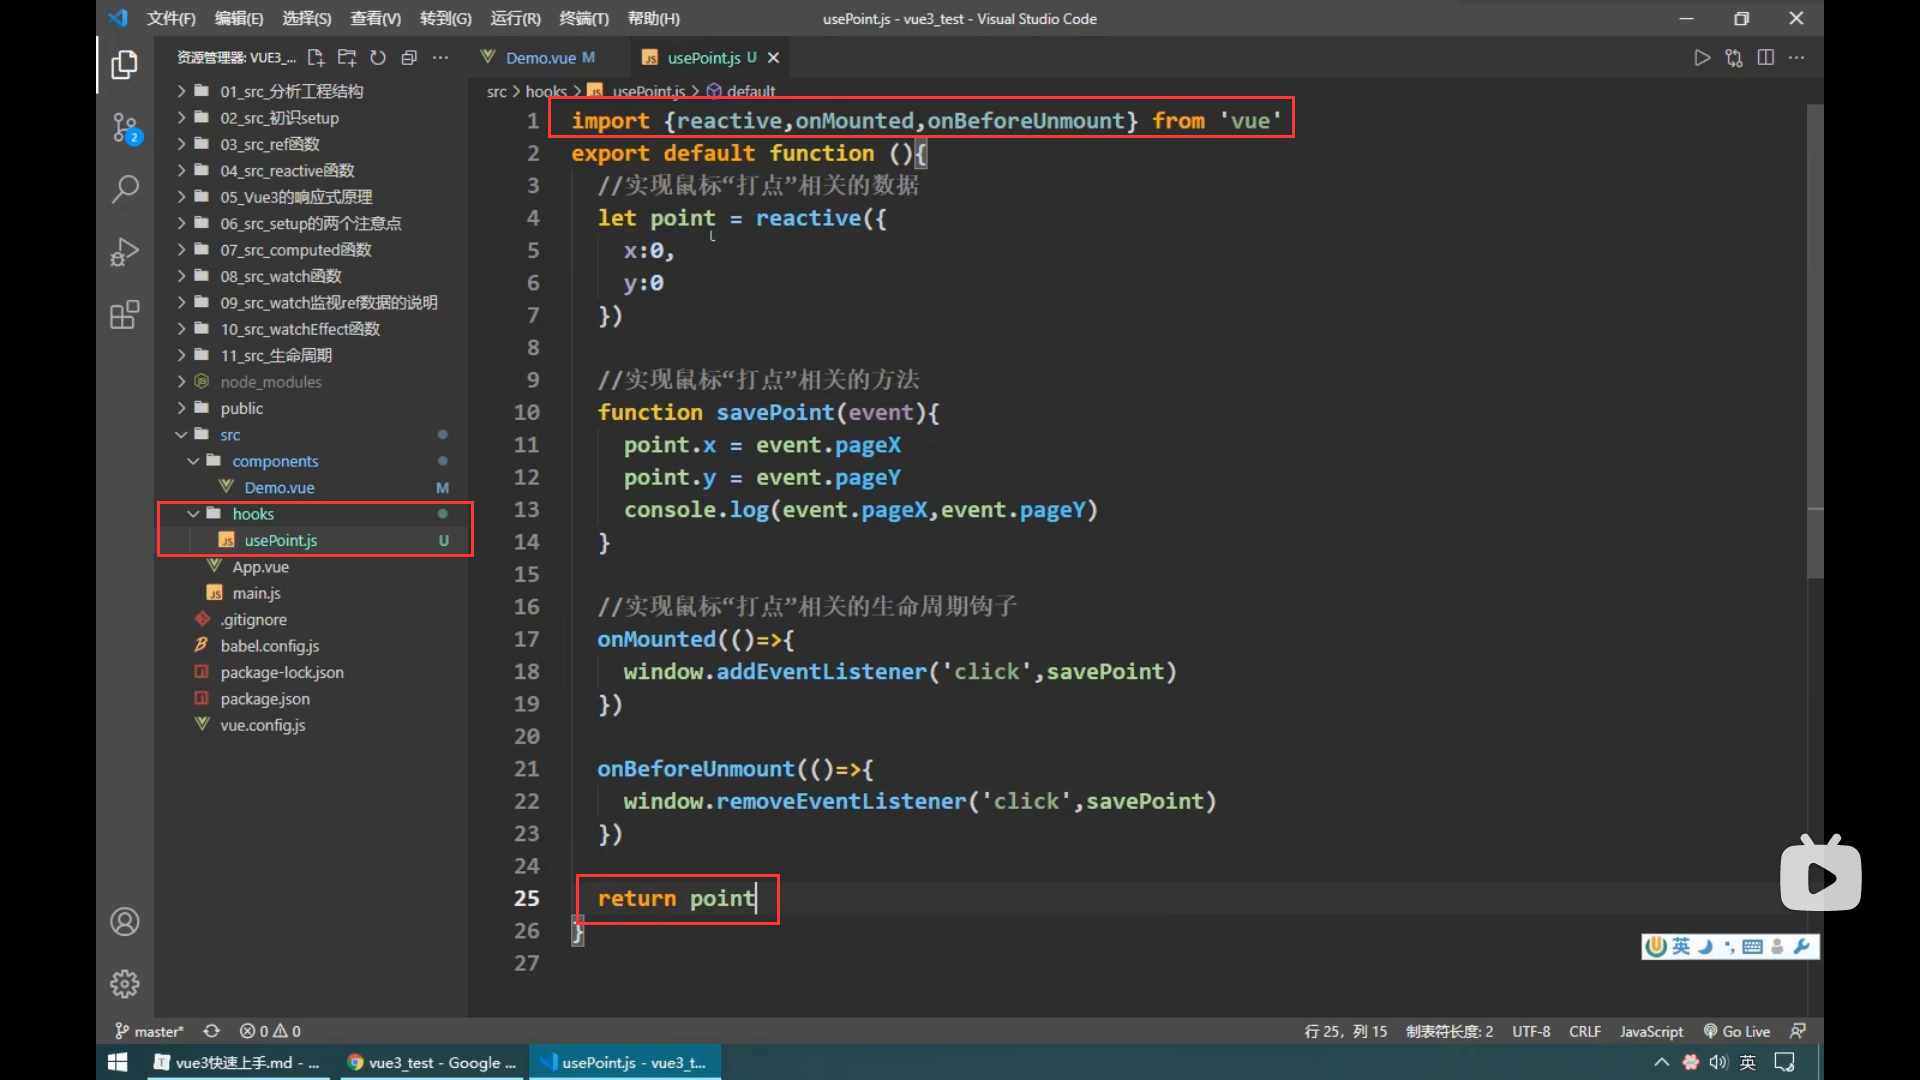 文件(F) 编辑(E) 选择(S) 查看(V) 转到(G) 运行(R) 终端(T) 帮助(H) usePoint.js - vue3_test - Visual Studio Code
资源管理器: VUE3_...
Demo.vue M
usePoint.js U
src > hooks > usePoint.js > default
2
01_src_分析工程结构
02_src_初识setup
03_src_ref函数
04_src_reactive函数
05_Vue3的响应式原理
06_src_setup的两个注意点
07_src_computed函数
08_src_watch函数
09_src_watch监视ref数据的说明
10_src_watchEffect函数
11_src_生命周期
node_modules
public
src
components
Demo.vue M
hooks
JS usePoint.js U
App.vue
JS main.js
.gitignore
babel.config.js
package-lock.json
package.json
vue.config.js
1 import {reactive,onMounted,onBeforeUnmount} from 'vue'
2 export default function (){
3 //实现鼠标“打点”相关的数据
4 let point = reactive({
5 x:0,
6 y:0
7 })
8
9 //实现鼠标“打点”相关的方法
10 function savePoint(event){
11 point.x = event.pageX
12 point.y = event.pageY
13 console.log(event.pageX,event.pageY)
14 }
15
16 //实现鼠标“打点”相关的生命周期钩子
17 onMounted(()=>{
18 window.addEventListener('click',savePoint)
19 })
20
21 onBeforeUnmount(()=>{
22 window.removeEventListener('click',savePoint)
23 })
24
25 return point
26 }
27
英
master* 0 0 行 25，列 15 制表符长度: 2 UTF-8 CRLF JavaScript Go Live
vue3快速上手.md - ... vue3_test - Google ... usePoint.js - vue3_t... 英